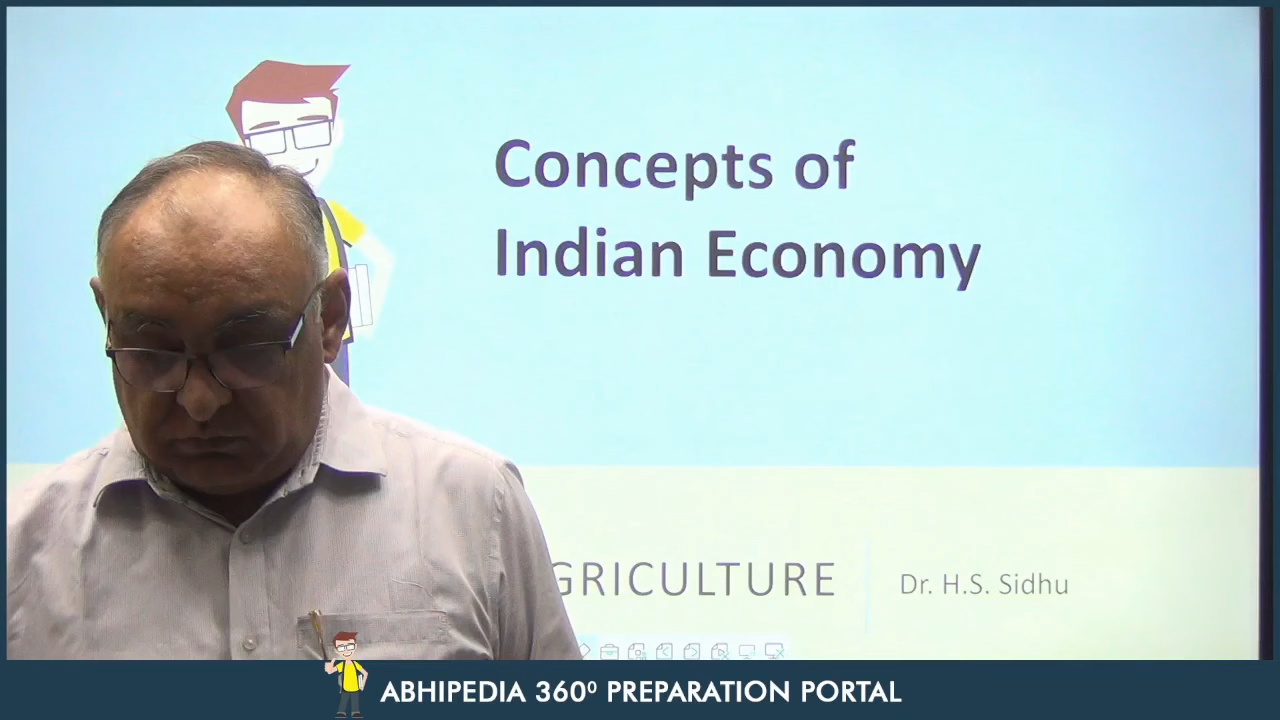 Concepts of
Indian Economy
GRICULTURE
Dr. H.S. Sidhu
ABHIPEDIA 360⁰ PREPARATION PORTAL